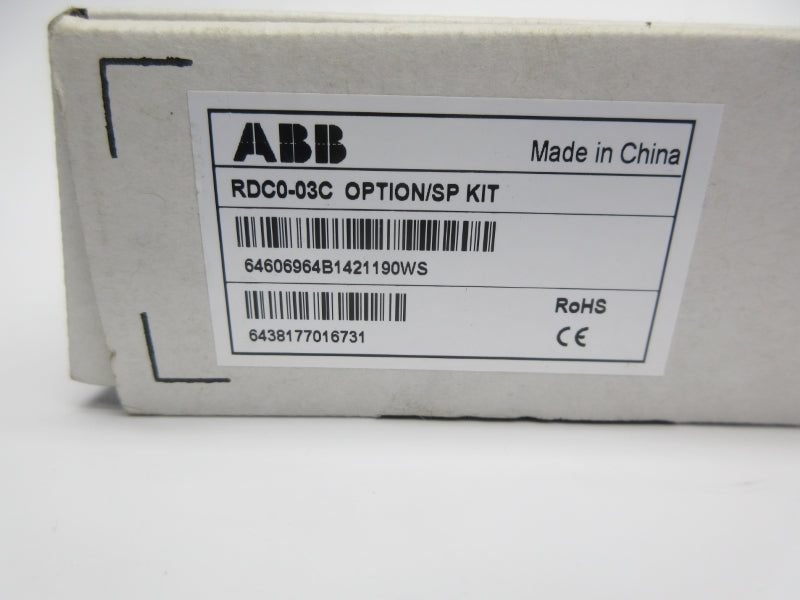 ABB
Made in China
RDC0-03C OPTION/SP KIT
64606964B1421190WS
6438177016731
RoHS
CE